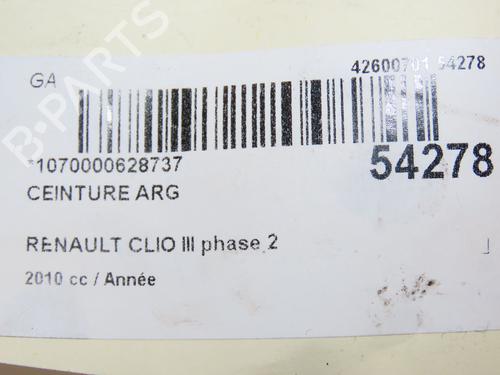 GA
42600701 54278
*1070000628737
54278
CEINTURE ARG
RENAULT CLIO III phase 2
2010 cc / Année
B-PARTS